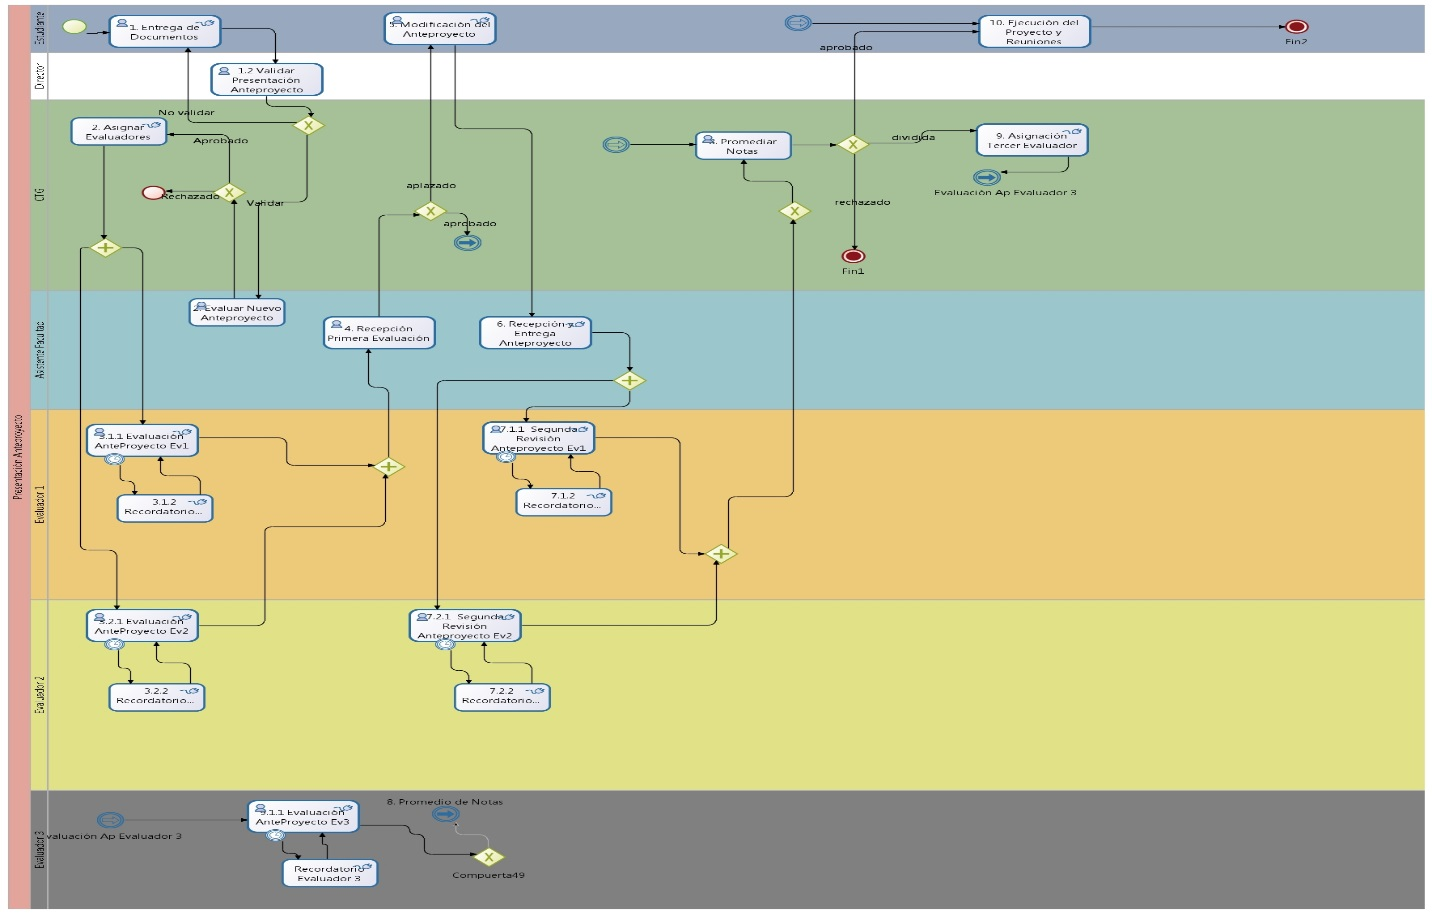 Presentación Anteproyecto
Estudiante
1. Entrega de
Documentos
5. Modificación del
Anteproyecto
aprobado
10. Ejecución del
Proyecto y
Reuniones
Fin2
Director
1.2 Validar
Presentación
Anteproyecto
CTG
No validar
2. Asignar
Evaluadores
Aprobado
Rechazado
Validar
aplazado
aprobado
8. Promediar
Notas
dividida
9. Asignación
Tercer Evaluador
Evaluación Ap Evaluador 3
rechazado
Fin1
Asistente Facultad
2. Evaluar Nuevo
Anteproyecto
4. Recepción
Primera Evaluación
6. Recepción y
Entrega
Anteproyecto
Evaluador 1
3.1.1 Evaluación
AnteProyecto Ev1
3.1.2
Recordatorio...
7.1.1 Segunda
Revisión
Anteproyecto Ev1
7.1.2
Recordatorio...
Evaluador 2
3.2.1 Evaluación
AnteProyecto Ev2
3.2.2
Recordatorio...
7.2.1 Segunda
Revisión
Anteproyecto Ev2
7.2.2
Recordatorio...
Evaluador 3
Evaluación Ap Evaluador 3
9.1.1 Evaluación
AnteProyecto Ev3
Recordatorio
Evaluador 3
8. Promedio de Notas
Compuerta49